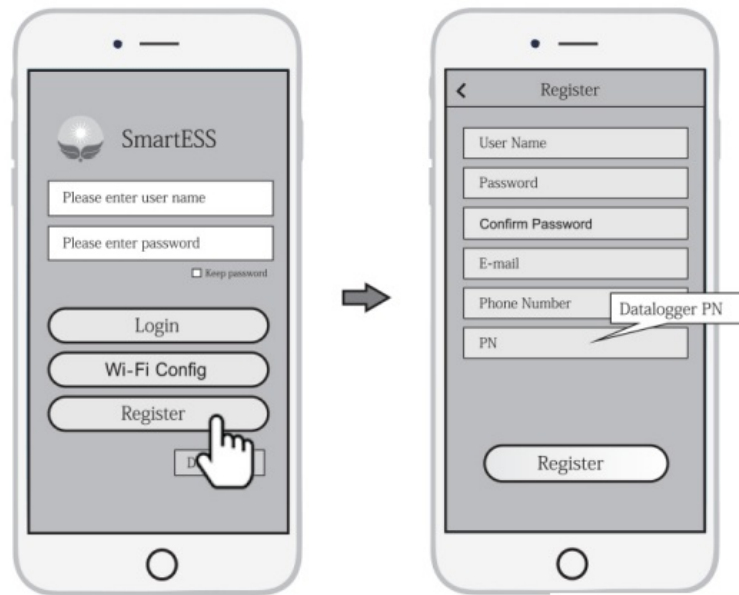 SmartESS
Please enter user name
Please enter password
Keep password
Login
Wi-Fi Config
Register
Register
User Name
Password
Confirm Password
E-mail
Phone Number
Datalogger PN
PN
Register